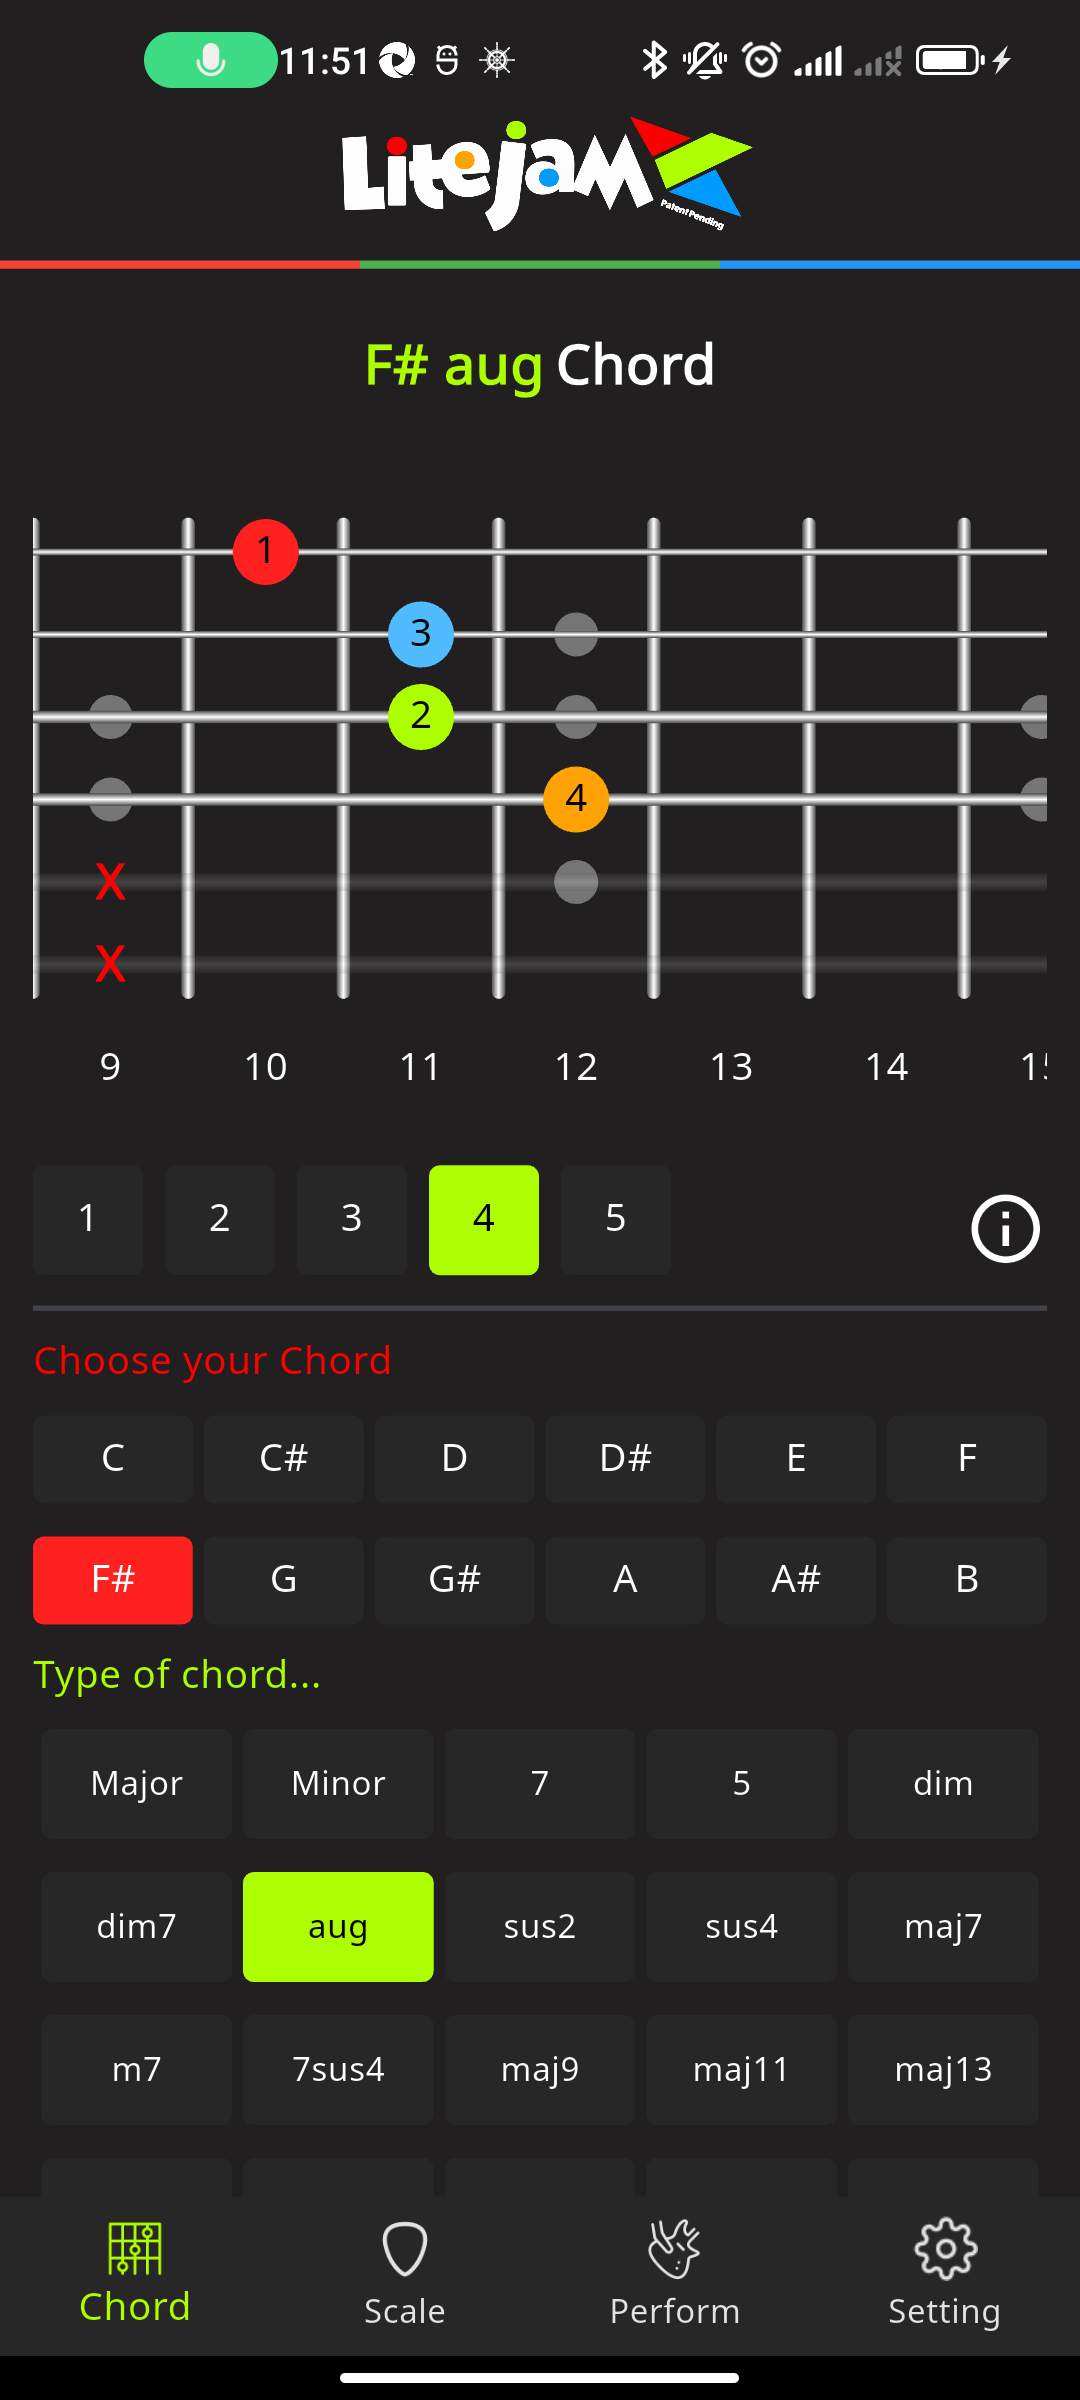 11:51
Litejam
Patent Pending
F# aug Chord
1
3
2
4
X
X
9 10 11 12 13 14
1 2 3 4 5
Choose your Chord
C C# D D# E F
F# G G# A A# B
Type of chord...
Major Minor 7 5 dim
dim7 aug sus2 sus4 maj7
m7 7sus4 maj9 maj11 maj13
Chord Scale Perform Setting